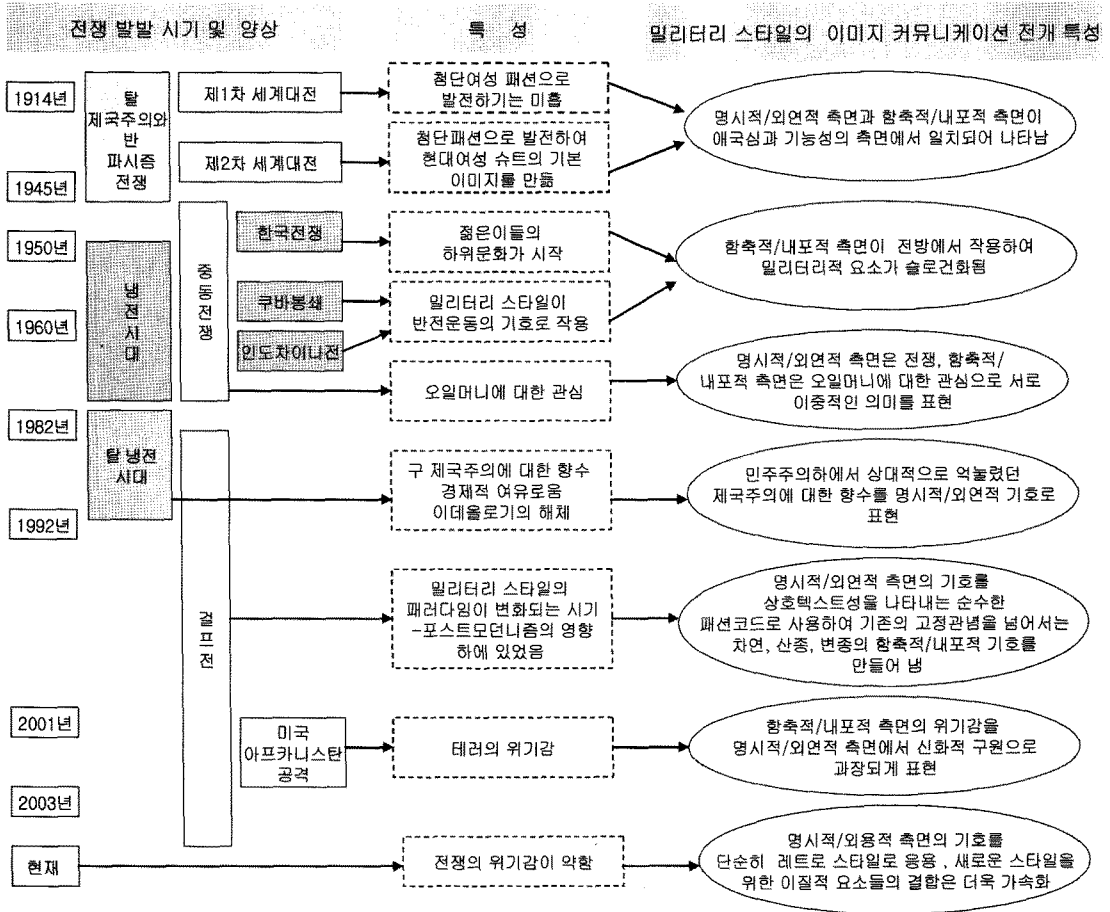 전쟁 발발 시기 및 양상
특 성
밀리터리 스타일의 이미지 커뮤니케이션 전개 특성
1914년
1945년
1950년
1960년
1982년
1992년
2001년
2003년
현재
탈
제국주의와
반
파시즘
전쟁
제1차 세계대전
제2차 세계대전
냉
전
시
대
중
동
전
쟁
한국전쟁
쿠바봉쇄
인도차이나전
탈 냉전
시대
걸
프
전
미국
아프카니스탄
공격
첨단여성 패션으로
발전하기는 미흡
첨단패션으로 발전하여
현대여성 슈트의 기본
이미지를 만듦
젊은이들의
하위문화가 시작
밀리터리 스타일이
반전운동의 기호로 작용
오일머니에 대한 관심
구 제국주의에 대한 향수
경제적 여유로움
이데올로기의 해체
밀리터리 스타일의
패러다임이 변화되는 시기
-포스트모더니즘의 영향
하에 있었음
테러의 위기감
전쟁의 위기감이 약함
명시적/외연적 측면과 함축적/내포적 측면이
애국심과 기능성의 측면에서 일치되어 나타남
함축적/내포적 측면이 전방에서 작용하여
밀리터리적 요소가 슬로건화됨
명시적/외연적 측면은 전쟁, 함축적/
내포적 측면은 오일머니에 대한 관심으로 서로
이중적인 의미를 표현
민주주의하에서 상대적으로 억눌렸던
제국주의에 대한 향수를 명시적/외연적 기호로
표현
명시적/외연적 측면의 기호를
상호텍스트성을 나타내는 순수한
패션코드로 사용하여 기존의 고정관념을 넘어서는
차연, 산종, 변종의 함축적/내포적 기호를
만들어 냄
함축적/내포적 측면의 위기감을
명시적/외연적 측면에서 신화적 구원으로
과장되게 표현
명시적/외용적 측면의 기호를
단순히 레트로 스타일로 응용 , 새로운 스타일을
위한 이질적 요소들의 결합은 더욱 가속화